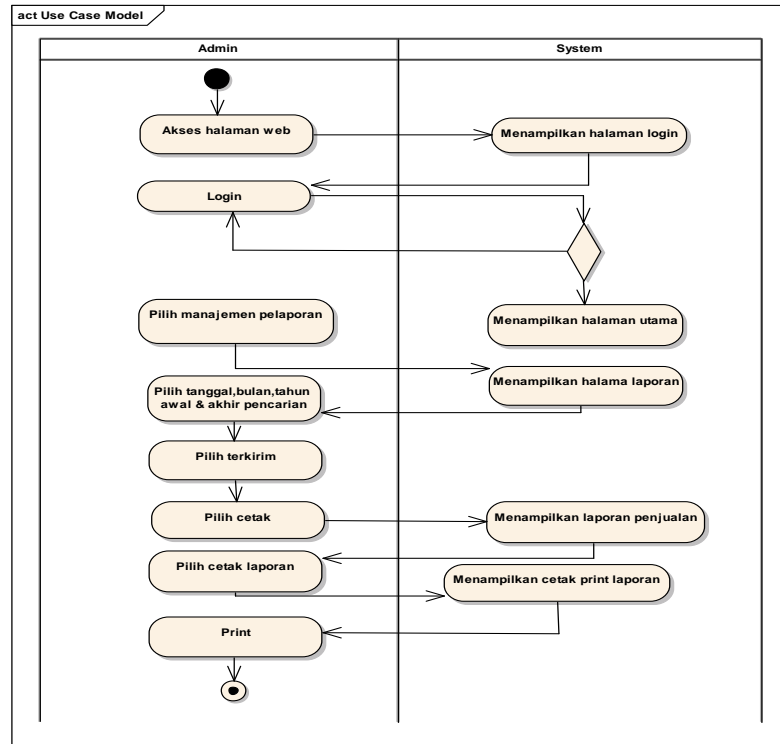 act Use Case Model
Admin
System
Akses halaman web
Menampilkan halaman login
Login
Pilih manajemen pelaporan
Menampilkan halaman utama
Menampilkan halama laporan
Pilih tanggal,bulan,tahun
awal & akhir pencarian
Pilih terkirim
Pilih cetak
Menampilkan laporan penjualan
Pilih cetak laporan
Menampilkan cetak print laporan
Print